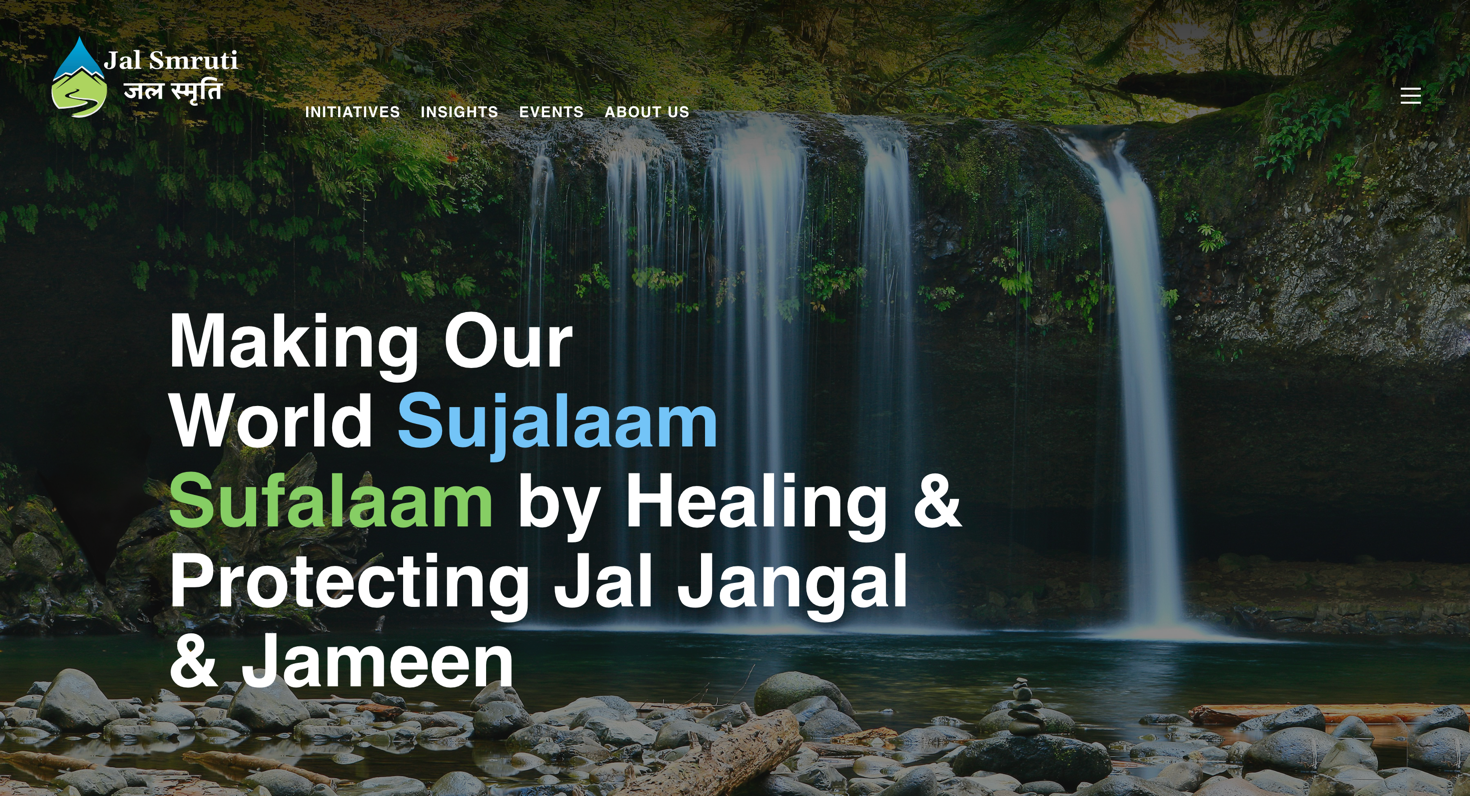 Jal Smruti
जल स्मृति
INITIATIVES INSIGHTS EVENTS ABOUT US
Making Our
World Sujalaam
Sufalaam by Healing &
Protecting Jal Jangal
& Jameen